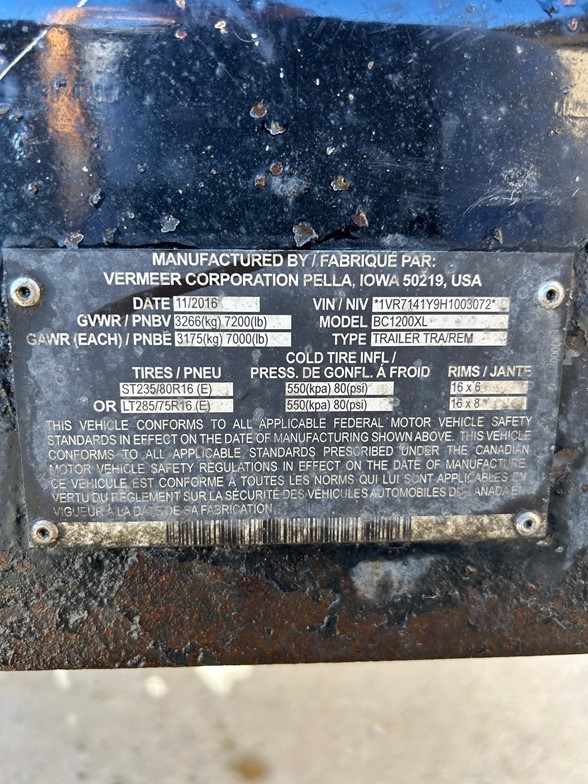 MANUFACTURED BY / FABRIQUÉ PAR:
VERMEER CORPORATION PELLA, IOWA 50219, USA
DATE 11/2016 VIN / NIV *1VR7141Y9H1003072*
GVWR / PNBV 3266(kg) 7200(lb) MODEL BC1200XL
GAWR (EACH) / PNBE 3175(kg) 7000(lb) TYPE TRAILER TRA/REM
COLD TIRE INFL /
TIRES / PNEU PRESS. DE GONFL. À FROID RIMS / JANTE
ST235/80R16 (E) 550(kpa) 80(psi) 16 x 6
OR LT285/75R16 (E) 550(kpa) 80(psi) 16 x 8
THIS VEHICLE CONFORMS TO ALL APPLICABLE FEDERAL MOTOR VEHICLE SAFETY
STANDARDS IN EFFECT ON THE DATE OF MANUFACTURING SHOWN ABOVE. THIS VEHICLE
CONFORMS TO ALL APPLICABLE STANDARDS PRESCRIBED UNDER THE CANADIAN
MOTOR VEHICLE SAFETY REGULATIONS IN EFFECT ON THE DATE OF MANUFACTURE
CE VÉHICULE EST CONFORME À TOUTES LES NORMES QUI LUI SONT APPLICABLES EN
VERTU DU RÈGLEMENT SUR LA SÉCURITÉ DES VÉHICULES AUTOMOBILES DU CANADA EN
VIGUEUR À LA DATE DE SA FABRICATION